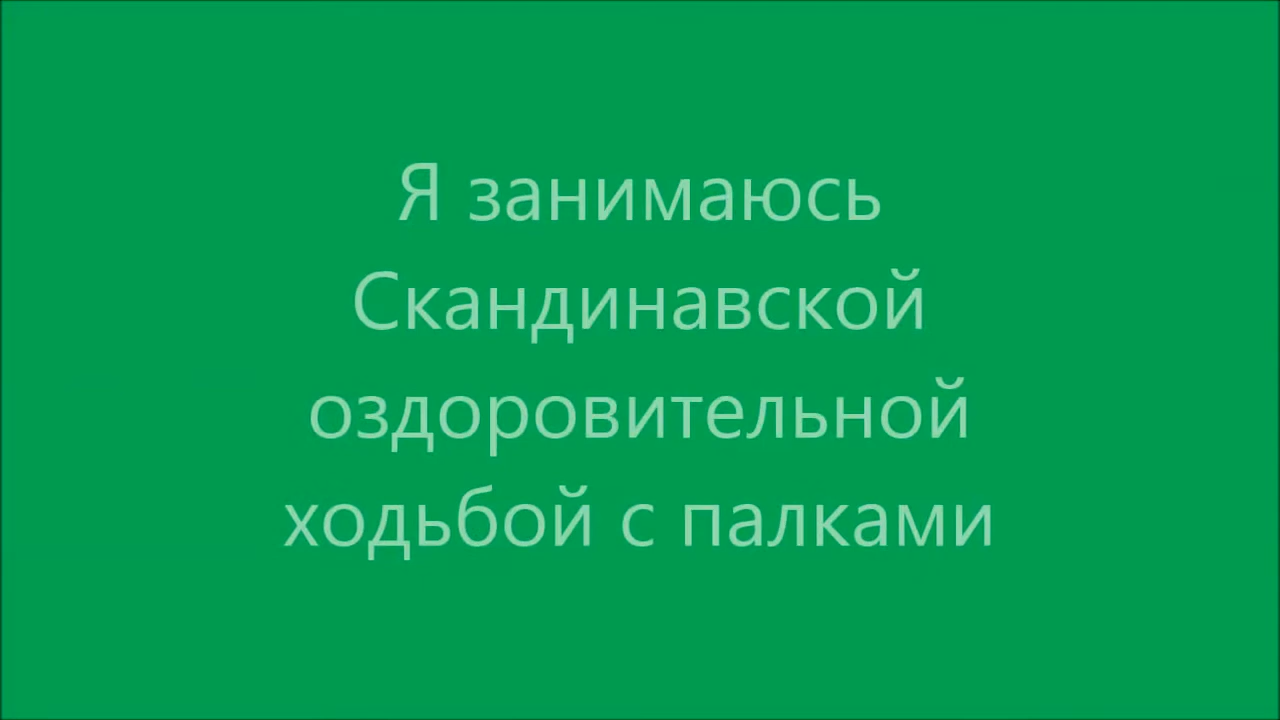 Я занимаюсь
Скандинавской
оздоровительной
ходьбой с палками